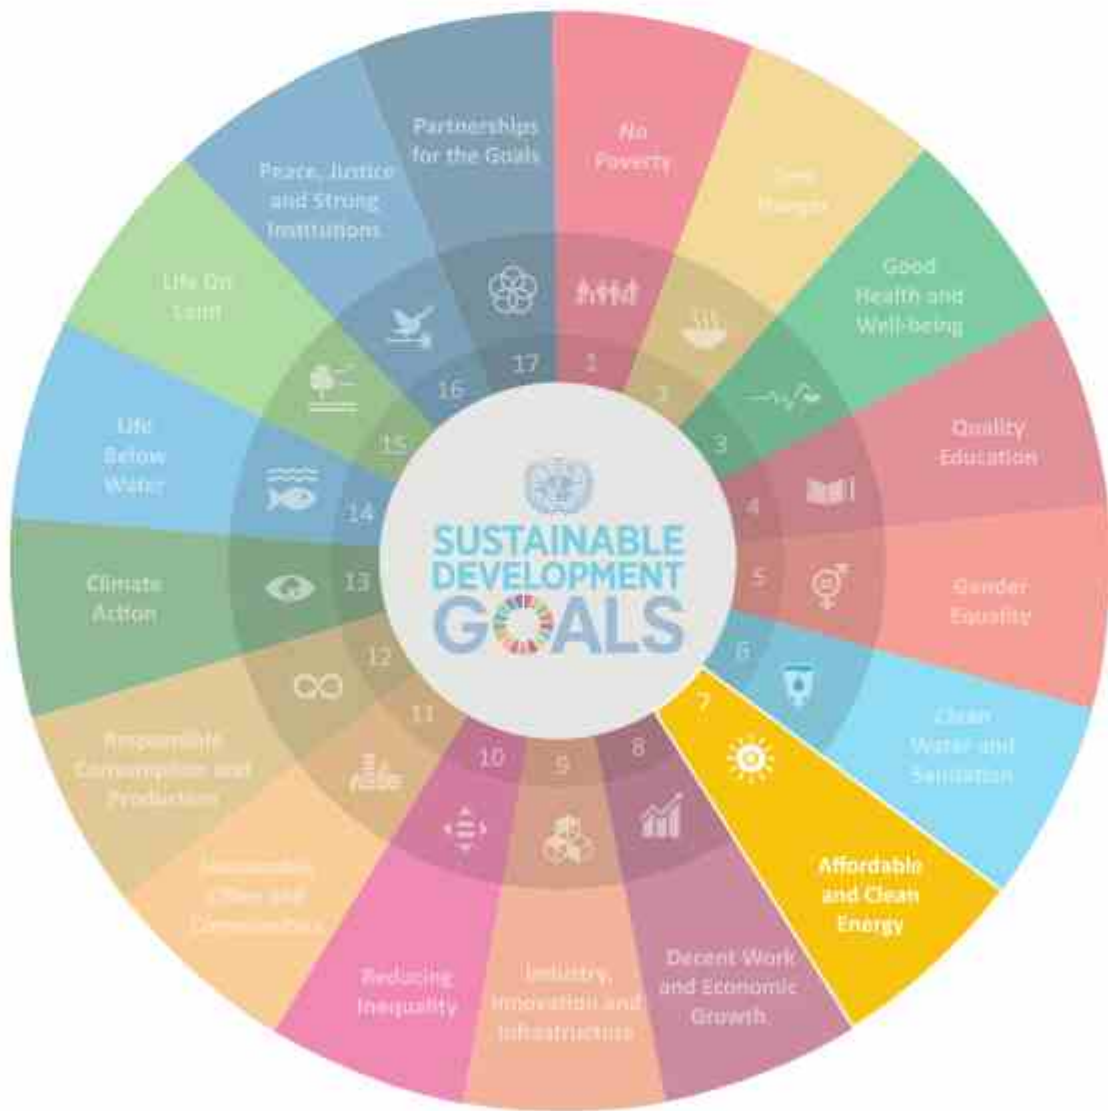 No
Poverty
1
Zero
Hunger
2
Good
Health and
Well-being
3
Quality
Education
4
Gender
Equality
5
Clean
Water and
Sanitation
6
Affordable
and Clean
Energy
7
Decent Work
and Economic
Growth
8
Industry,
Innovation and
Infrastructure
9
Reducing
Inequality
10
Sustainable
Cities and
Communities
11
Responsible
Consumption and
Production
12
Climate
Action
13
Life
Below
Water
14
Life On
Land
15
Peace, Justice
and Strong
Institutions
16
Partnerships
for the Goals
17
SUSTAINABLE
DEVELOPMENT
GOALS